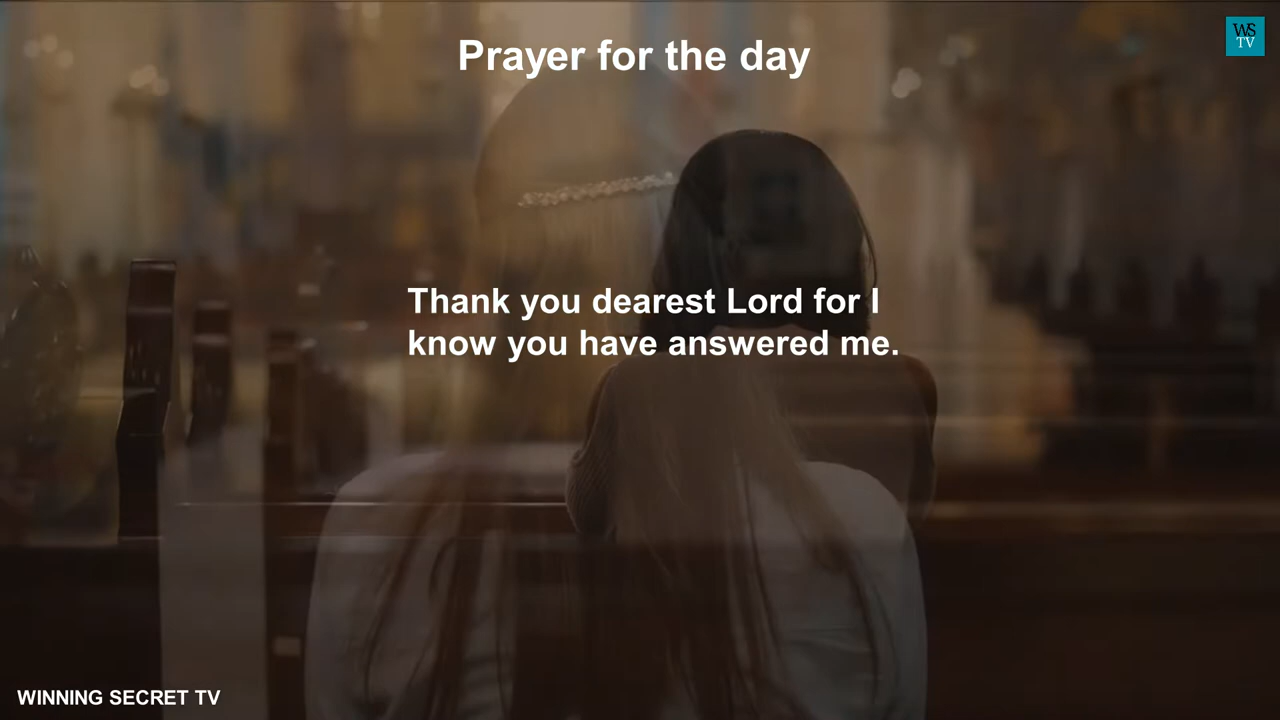 Prayer for the day
WS
TV
Thank you dearest Lord for I
know you have answered me.
WINNING SECRET TV